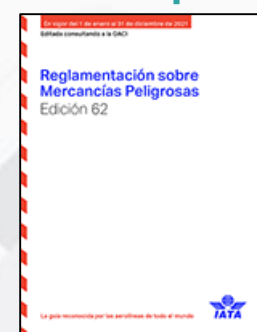 En vigor del 1 de enero al 31 de diciembre de 2021
Editada consultando a la OACI
Reglamentación sobre
Mercancías Peligrosas
Edición 62
La guía reconocida por las aerolíneas de todo el mundo
IATA